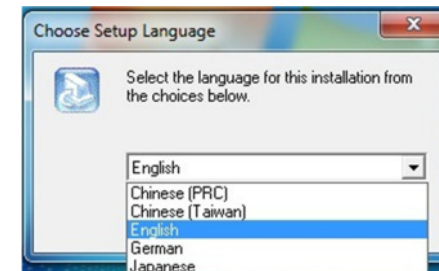 Choose Setup Language
Select the language for this installation from
the choices below.
English
Chinese (PRC)
Chinese (Taiwan)
English
German
Japanese